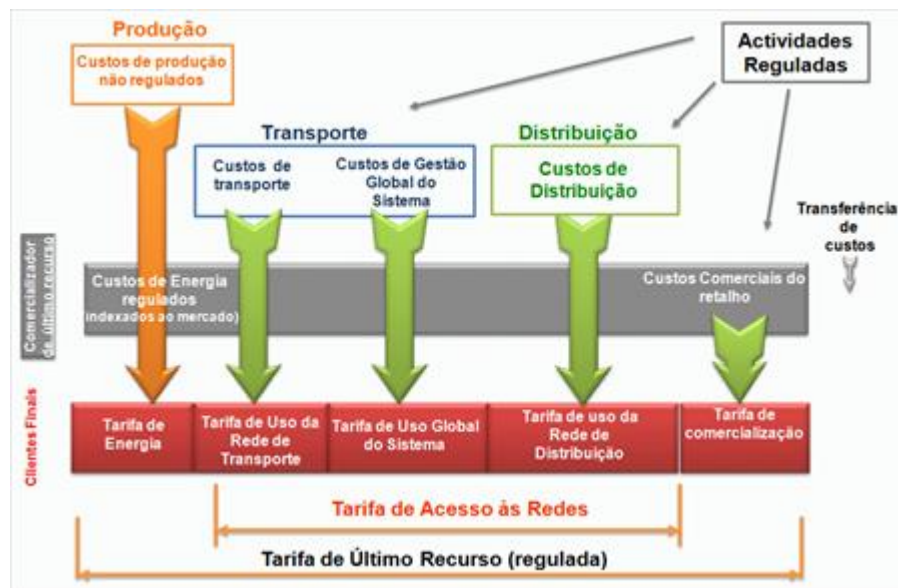 Produção
Custos de produção
não regulados
Actividades
Reguladas
Transporte
Distribuição
Custos de
transporte
Custos de Gestão
Global do
Sistema
Custos de
Distribuição
Transferência
de
custos
Comercializador
de último recurso
Custos de Energia
regulados
indexados ao mercado)
Custos Comerciais do
retalho
Clientes Finais
Tarifa de
Energia
Tarifa de Uso da
Rede de
Transporte
Tarifa de Uso Global
do Sistema
Tarifa de uso da
Rede de
Distribuição
Tarifa de
comercialização
Tarifa de Acesso às Redes
Tarifa de Último Recurso (regulada)